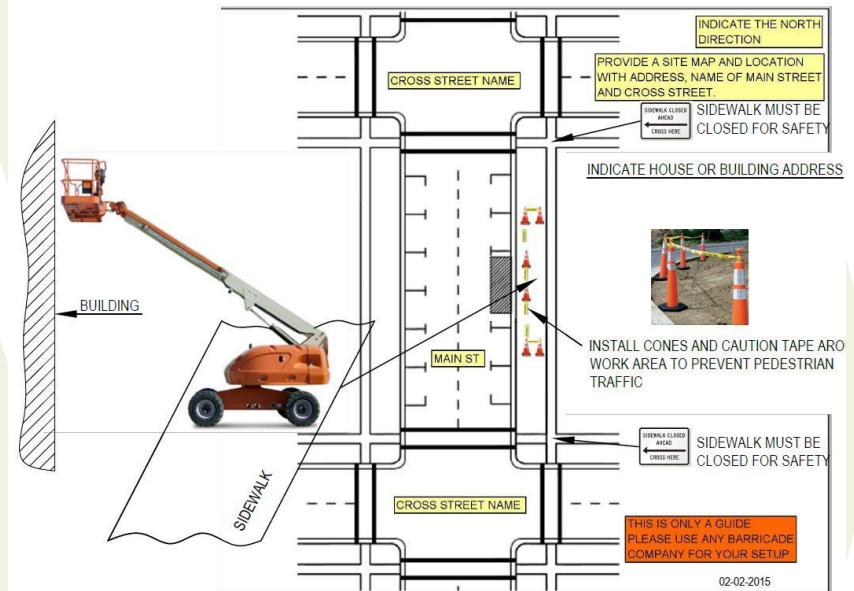 INDICATE THE NORTH
DIRECTION
CROSS STREET NAME
PROVIDE A SITE MAP AND LOCATION
WITH ADDRESS, NAME OF MAIN STREET
AND CROSS STREET.
SIDEWALK CLOSED
AHEAD
CROSS HERE
SIDEWALK MUST BE
CLOSED FOR SAFETY
INDICATE HOUSE OR BUILDING ADDRESS
BUILDING
INSTALL CONES AND CAUTION TAPE ARO
WORK AREA TO PREVENT PEDESTRIAN
TRAFFIC
MAIN ST
SIDEWALK CLOSED
AHEAD
CROSS HERE
SIDEWALK MUST BE
CLOSED FOR SAFETY
SIDEWALK
CROSS STREET NAME
THIS IS ONLY A GUIDE
PLEASE USE ANY BARRICADE
COMPANY FOR YOUR SETUP
02-02-2015